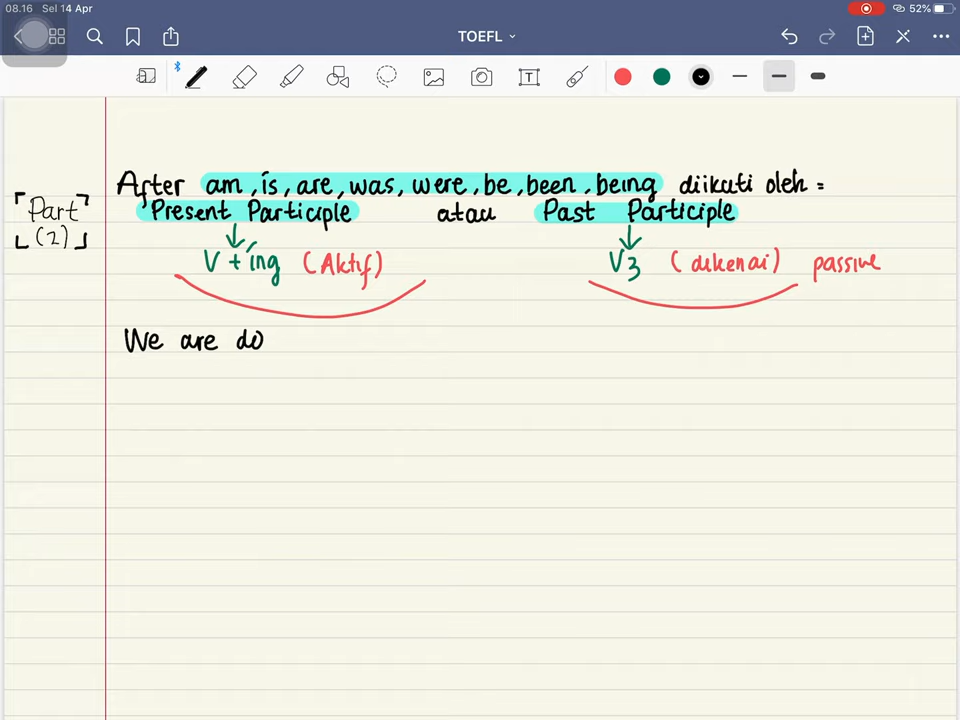 08.16 Sel 14 Apr
52%
TOEFL
After am, is, are, was, were, be, been, being diikuti oleh =
Present Participle atau Past Participle
Part
(2)
V + ing (Aktif) V3 (dikenai) passive
We are do